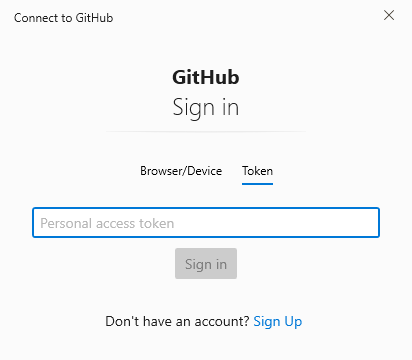 Connect to GitHub
GitHub
Sign in
Browser/Device Token
Personal access token
Sign in
Don't have an account? Sign Up